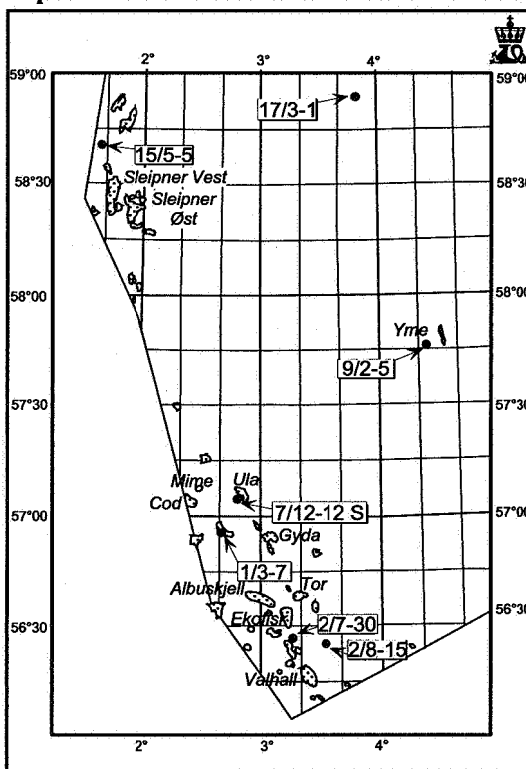 2° 3° 4°
59°00 59°00
17/3-1
15/5-5
Sleipner Vest
58°30 Sleipner 58°30
Øst
58°00 58°00
Yme
9/2-5
57°30 57°30
Mime Ula
Cod
7/12-12 S
57°00 57°00
Gyda
1/3-7
Albuskjell Tor
56°30 Ekofisk 2/7-30 56°30
2/8-15
Valhall
2° 3° 4°